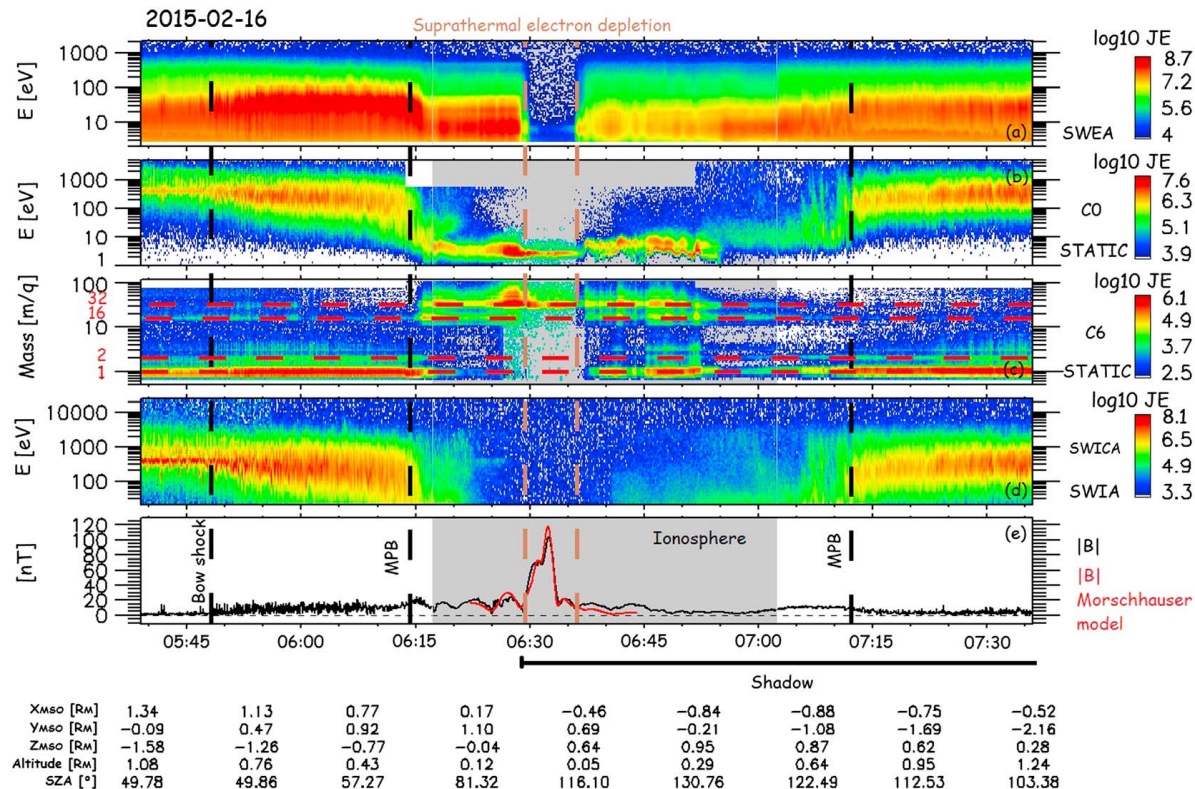 2015-02-16
Suprathermal electron depletion
E [eV]
1000
100
10
(a)
SWEA
log10 JE
8.7
7.2
5.6
4
E [eV]
1000
100
10
1
(b)
C0
STATIC
log10 JE
7.6
6.3
5.1
3.9
Mass [m/q]
100
32
16
10
2
1
1
(c)
C6
STATIC
log10 JE
6.1
4.9
3.7
2.5
E [eV]
10000
1000
100
(d)
SWICA
SWIA
log10 JE
8.1
6.5
4.9
3.3
[nT]
120
100
80
60
40
20
0
Bow shock
MPB
Ionosphere
MPB
(e)
|B|
|B|
Morschhauser
model
05:45 06:00 06:15 06:30 06:45 07:00 07:15 07:30
Shadow
XMSO [RM] 1.34 1.13 0.77 0.17 −0.46 −0.84 −0.88 −0.75 −0.52
YMSO [RM] −0.09 0.47 0.92 1.10 0.69 −0.21 −1.08 −1.69 −2.16
ZMSO [RM] −1.58 −1.26 −0.77 −0.04 0.64 0.95 0.87 0.62 0.28
Altitude [RM] 1.08 0.76 0.43 0.12 0.05 0.29 0.64 0.95 1.24
SZA [°] 49.78 49.86 57.27 81.32 116.10 130.76 122.49 112.53 103.38